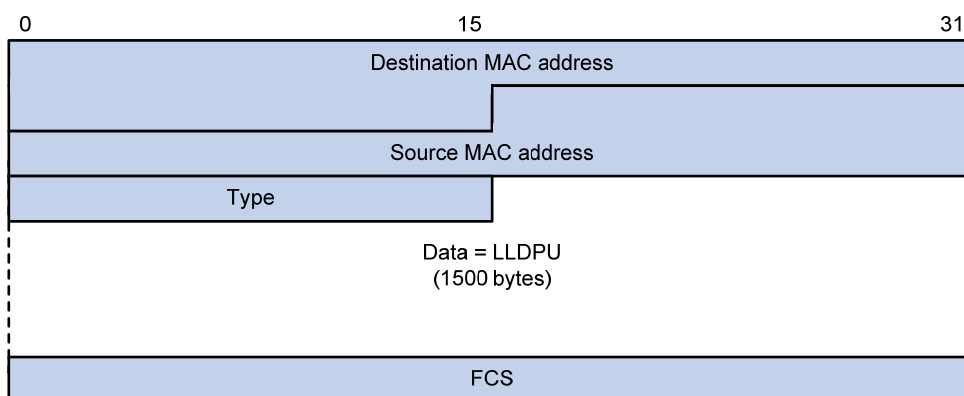 0 15 31
Destination MAC address
Source MAC address
Type
Data = LLDPU
(1500 bytes)
FCS